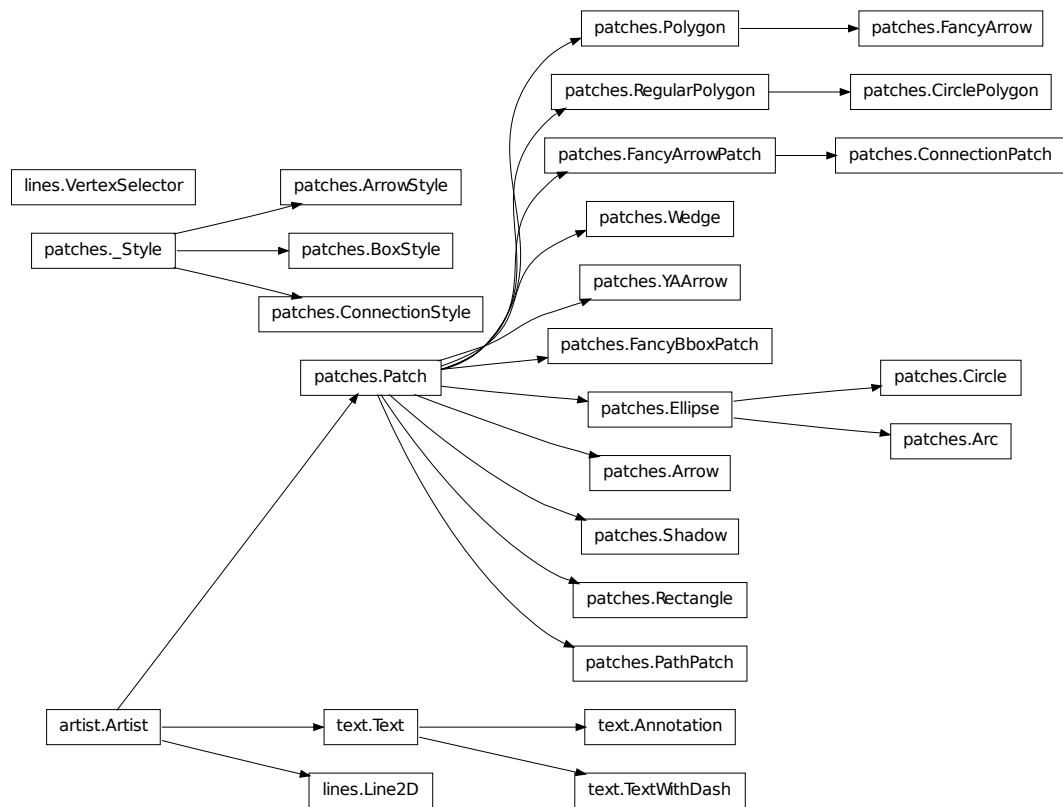 patches.Polygon
patches.FancyArrow
patches.RegularPolygon
patches.CirclePolygon
patches.FancyArrowPatch
patches.ConnectionPatch
lines.VertexSelector
patches.ArrowStyle
patches.Wedge
patches._Style
patches.BoxStyle
patches.YAArrow
patches.ConnectionStyle
patches.FancyBboxPatch
patches.Patch
patches.Circle
patches.Ellipse
patches.Arc
patches.Arrow
patches.Shadow
patches.Rectangle
patches.PathPatch
artist.Artist
text.Text
text.Annotation
lines.Line2D
text.TextWithDash